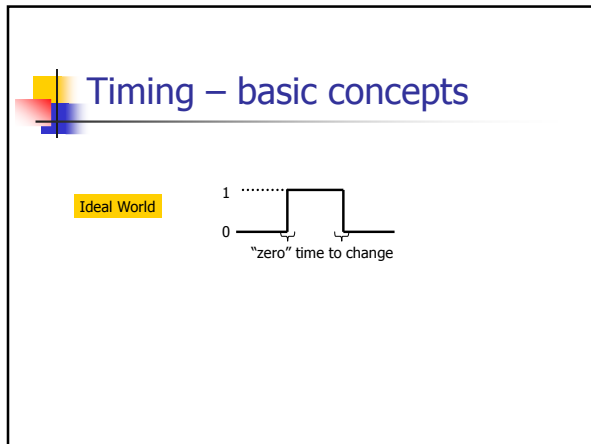 Timing – basic concepts
Ideal World
1
0
“zero” time to change